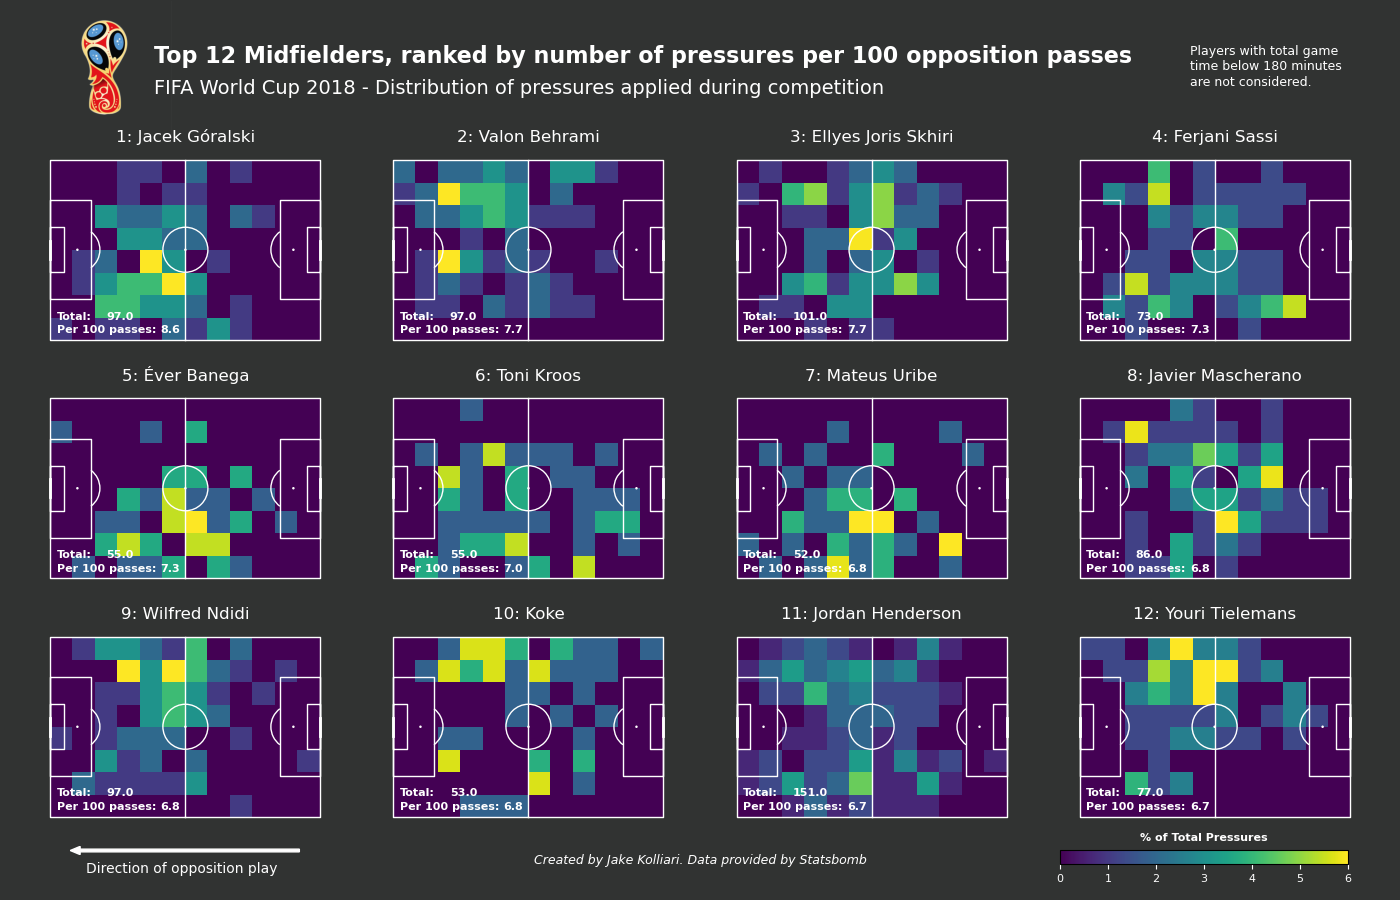 Top 12 Midfielders, ranked by number of pressures per 100 opposition passes
FIFA World Cup 2018 - Distribution of pressures applied during competition
Players with total game
time below 180 minutes
are not considered.
1: Jacek Góralski
2: Valon Behrami
3: Ellyes Joris Skhiri
4: Ferjani Sassi
Total: 97.0
Per 100 passes: 8.6
Total: 97.0
Per 100 passes: 7.7
Total: 101.0
Per 100 passes: 7.7
Total: 73.0
Per 100 passes: 7.3
5: Éver Banega
6: Toni Kroos
7: Mateus Uribe
8: Javier Mascherano
Total: 55.0
Per 100 passes: 7.3
Total: 55.0
Per 100 passes: 7.0
Total: 52.0
Per 100 passes: 6.8
Total: 86.0
Per 100 passes: 6.8
9: Wilfred Ndidi
10: Koke
11: Jordan Henderson
12: Youri Tielemans
Total: 97.0
Per 100 passes: 6.8
Total: 53.0
Per 100 passes: 6.8
Total: 151.0
Per 100 passes: 6.7
Total: 77.0
Per 100 passes: 6.7
Direction of opposition play
Created by Jake Kolliari. Data provided by Statsbomb
% of Total Pressures
0 1 2 3 4 5 6